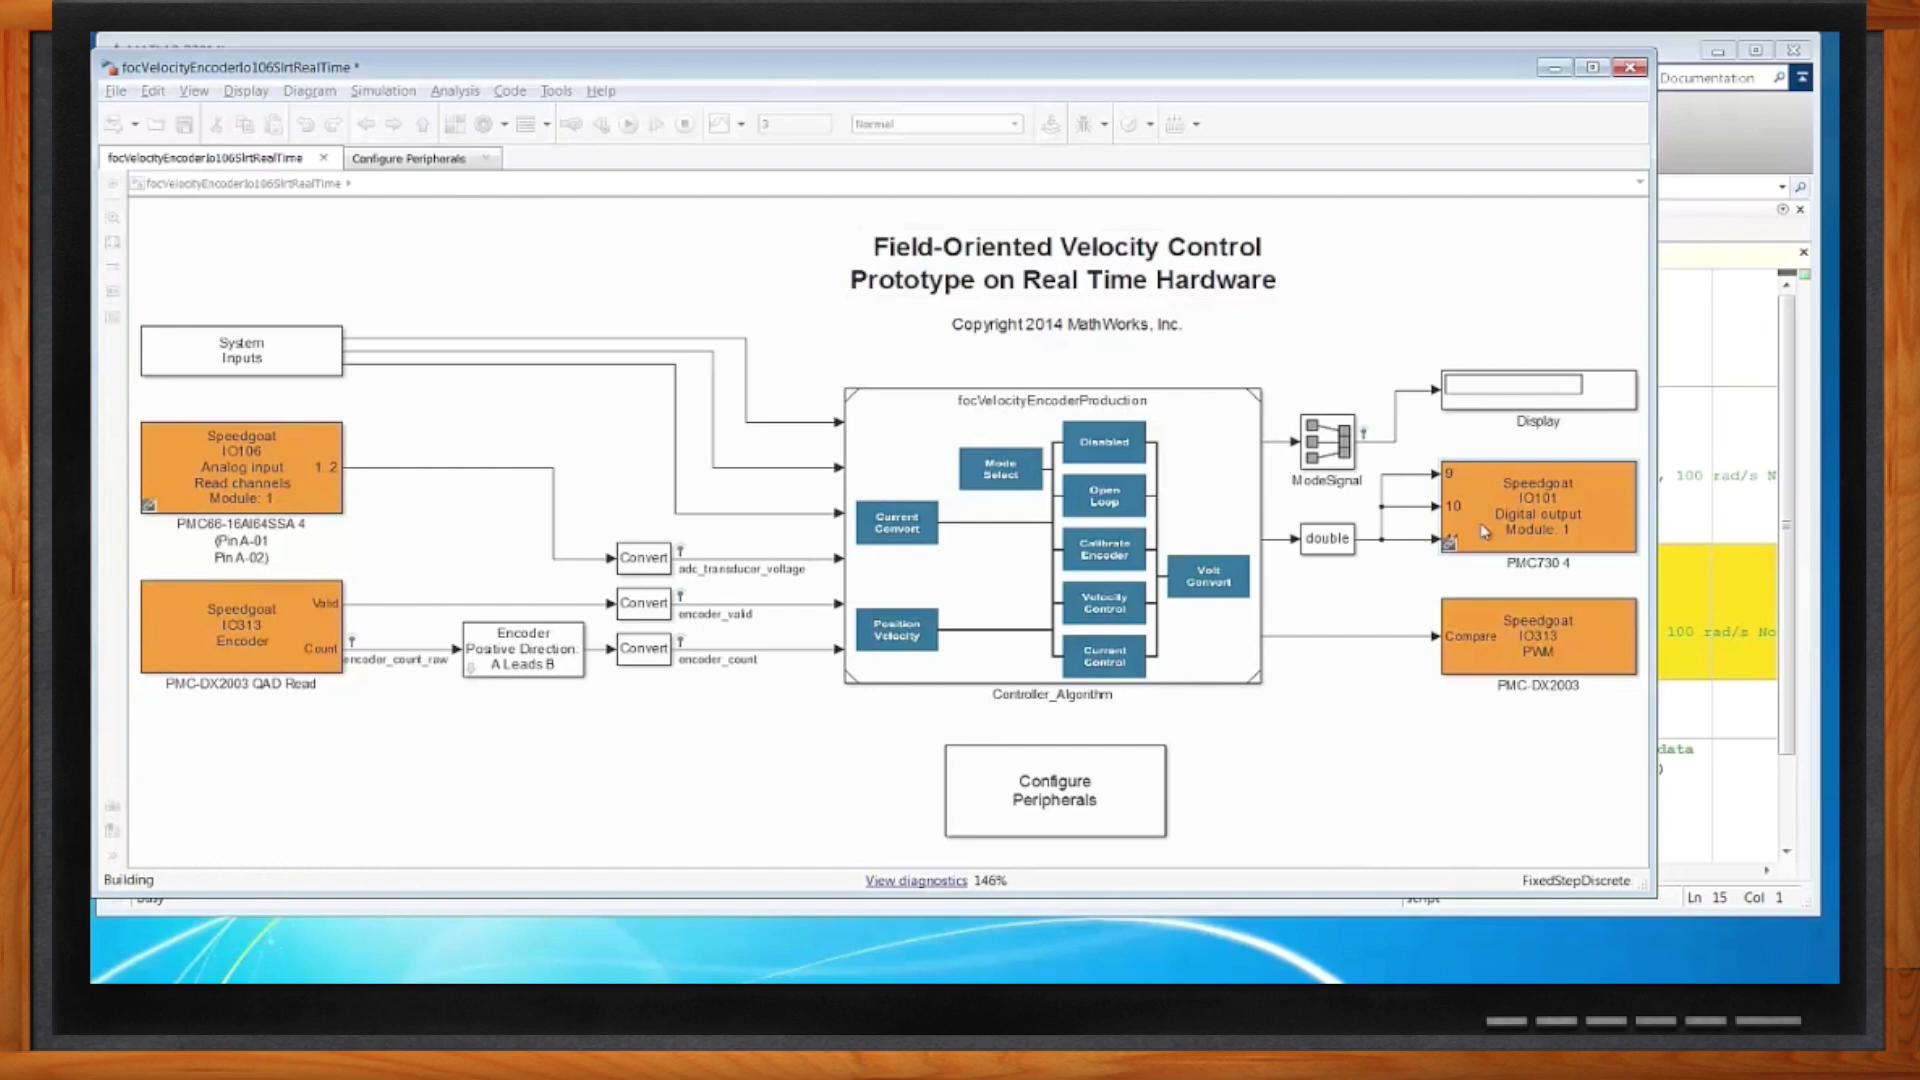 focVelocityEncoderIo106SlrtRealTime *
File Edit View Display Diagram Simulation Analysis Code Tools Help
Documentation
3
Normal
focVelocityEncoderIo106SlrtRealTime
Configure Peripherals
focVelocityEncoderIo106SlrtRealTime
Field-Oriented Velocity Control
Prototype on Real Time Hardware
Copyright 2014 MathWorks, Inc.
System
Inputs
Speedgoat
IO106
Analog input
Read channels
Module: 1
1..2
PMC66-16AI64SSA 4
(Pin A-01
Pin A-02)
Speedgoat
IO313
Encoder
Valid
Count
PMC-DX2003 QAD Read
encoder_count_raw
Encoder
Positive Direction:
A Leads B
Convert
adc_transducer_voltage
Convert
encoder_valid
Convert
encoder_count
focVelocityEncoderProduction
Mode
Select
Current
Convert
Position
Velocity
Disabled
Open
Loop
Calibrate
Encoder
Velocity
Control
Current
Control
Volt
Convert
Controller_Algorithm
Configure
Peripherals
ModeSignal
double
Display
9
10
Speedgoat
IO101
Digital output
Module: 1
PMC730 4
Compare
Speedgoat
IO313
PWM
PMC-DX2003
, 100 rad/s N
100 rad/s No
data
)
Building
View diagnostics 146%
FixedStepDiscrete
Ln 15 Col 1